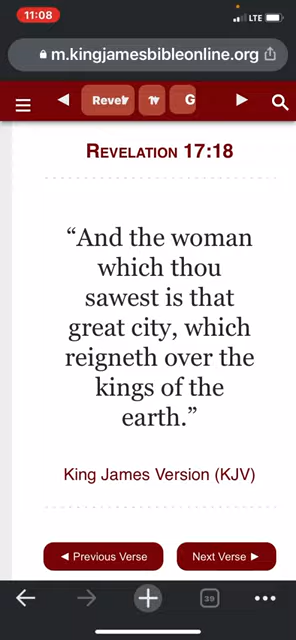 11:08
LTE
m.kingjamesbibleonline.org
◄ Revel 1 G ►
REVELATION 17:18
“And the woman
which thou
sawest is that
great city, which
reigneth over the
kings of the
earth.”
King James Version (KJV)
◄ Previous Verse Next Verse ►
39